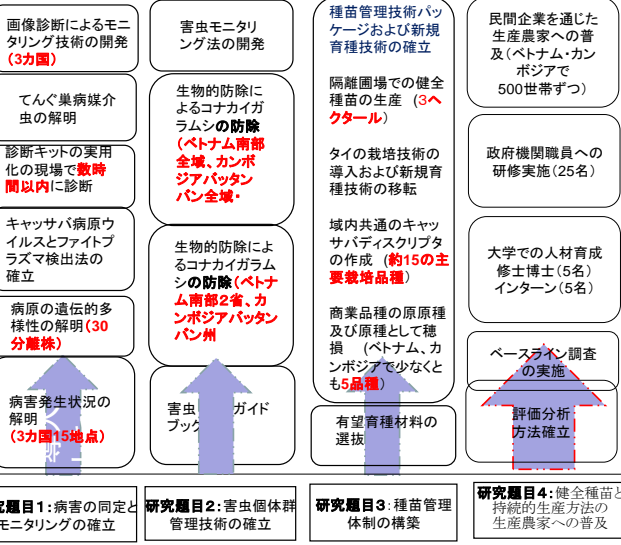 画像診断によるモニ
タリング技術の開発
(3カ国)
てんぐ巣病媒介
虫の解明
診断キットの実用
化の現場で数時
間以内に診断
キャッサバ病原ウ
イルスとファイトプ
ラズマ検出法の
確立
病原の遺伝的多
様性の解明(30
分離株)
病害発生状況の
解明
(3カ国15地点)
題目1:病害の同定と
モニタリングの確立
害虫モニタリ
ング法の開発
生物的防除に
よるコナカイガ
ラムシの防除
(ベトナム南部
全域、カンボ
ジアバッタン
バン全域・
生物的防除によ
るコナカイガラム
シの防除(ベトナ
ム南部2省、カ
ンボジアバッタン
バン州
害虫 ガイド
ブック
研究題目2:害虫個体群
管理技術の確立
種苗管理技術パッ
ケージおよび新規
育種技術の確立
隔離圃場での健全
種苗の生産 (3ヘ
クタール)
タイの栽培技術の
導入および新規育
種技術の移転
域内共通のキャッ
サバディスクリプタ
の作成 (約15の主
要栽培品種)
商業品種の原原種
及び原種として穂
損 (ベトナム、カ
ンボジアで少なくと
も5品種)
有望育種材料の
選抜
研究題目3:種苗管理
体制の構築
民間企業を通じた
生産農家への普
及(ベトナム・カン
ボジアで
500世帯ずつ)
政府機関職員への
研修実施(25名)
大学での人材育成
修士博士(5名)
インターン(5名)
ベースライン調査
の実施
評価分析
方法確立
研究題目4:健全種苗と
持続的生産方法の
生産農家への普及